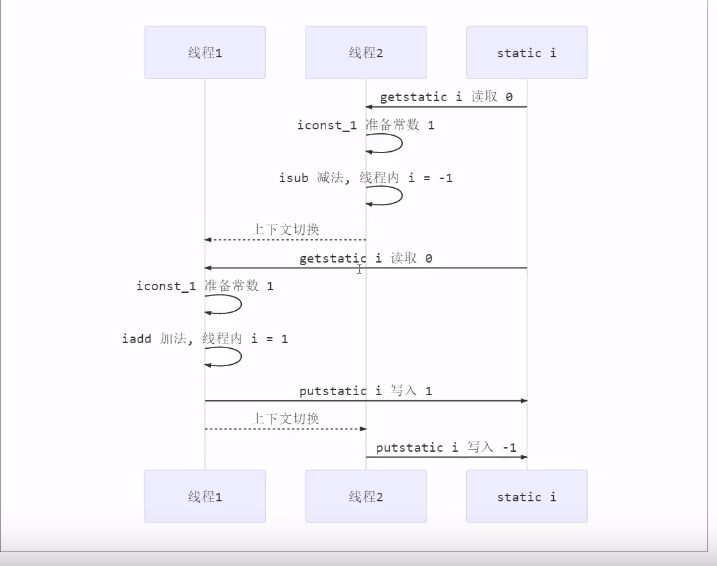 线程1
线程2
static i
getstatic i 读取 0
iconst_1 准备常数 1
isub 减法, 线程内 i = -1
上下文切换
getstatic i 读取 0
iconst_1 准备常数 1
iadd 加法, 线程内 i = 1
putstatic i 写入 1
上下文切换
putstatic i 写入 -1
线程1
线程2
static i